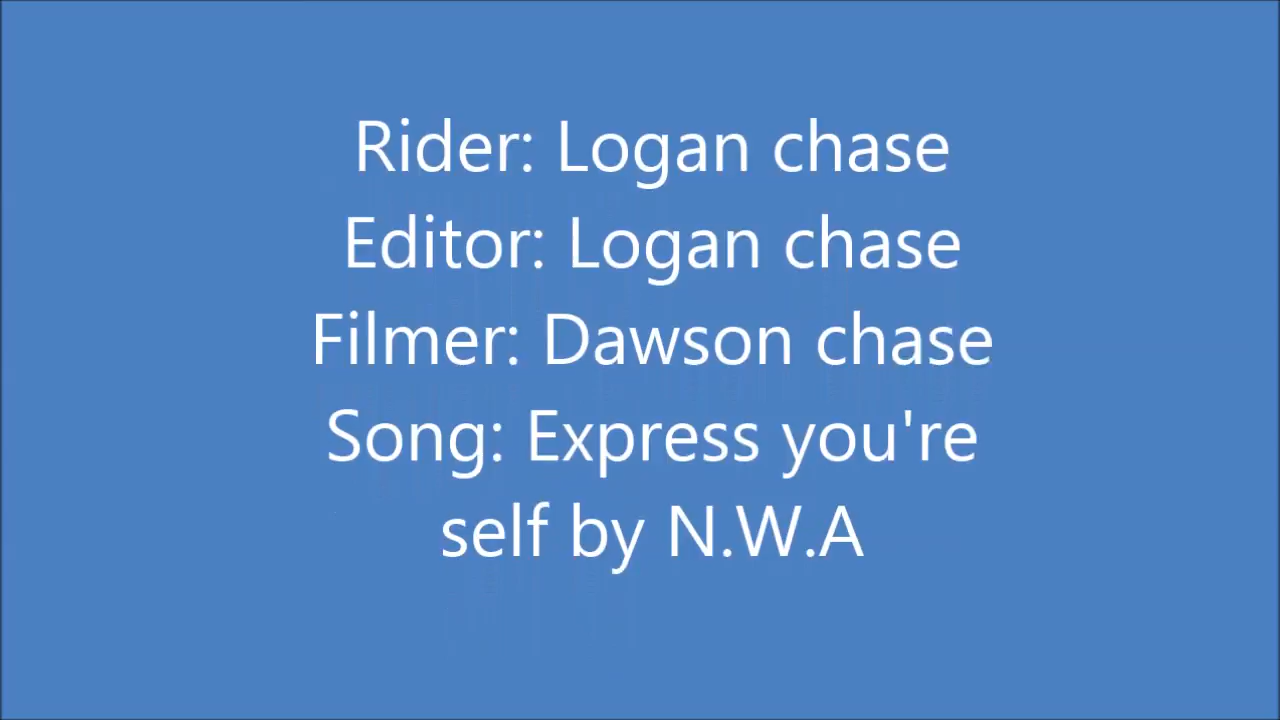 Rider: Logan chase
Editor: Logan chase
Filmer: Dawson chase
Song: Express you're
self by N.W.A